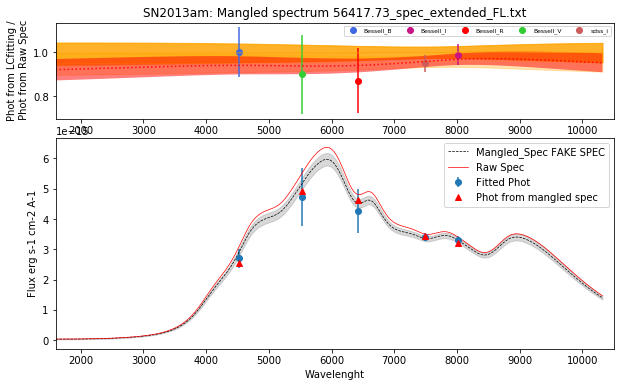 SN2013am: Mangled spectrum 56417.73_spec_extended_FL.txt
Phot from LCfitting /
Phot from Raw Spec
1.0
0.8
Bessell_B
Bessell_I
Bessell_R
Bessell_V
sdss_i
2000 3000 4000 5000 6000 7000 8000 9000 10000
Flux erg s-1 cm-2 A-1
6
5
4
3
2
1
0
Mangled_Spec FAKE SPEC
Raw Spec
Fitted Phot
Phot from mangled spec
2000 3000 4000 5000 6000 7000 8000 9000 10000
Wavelenght